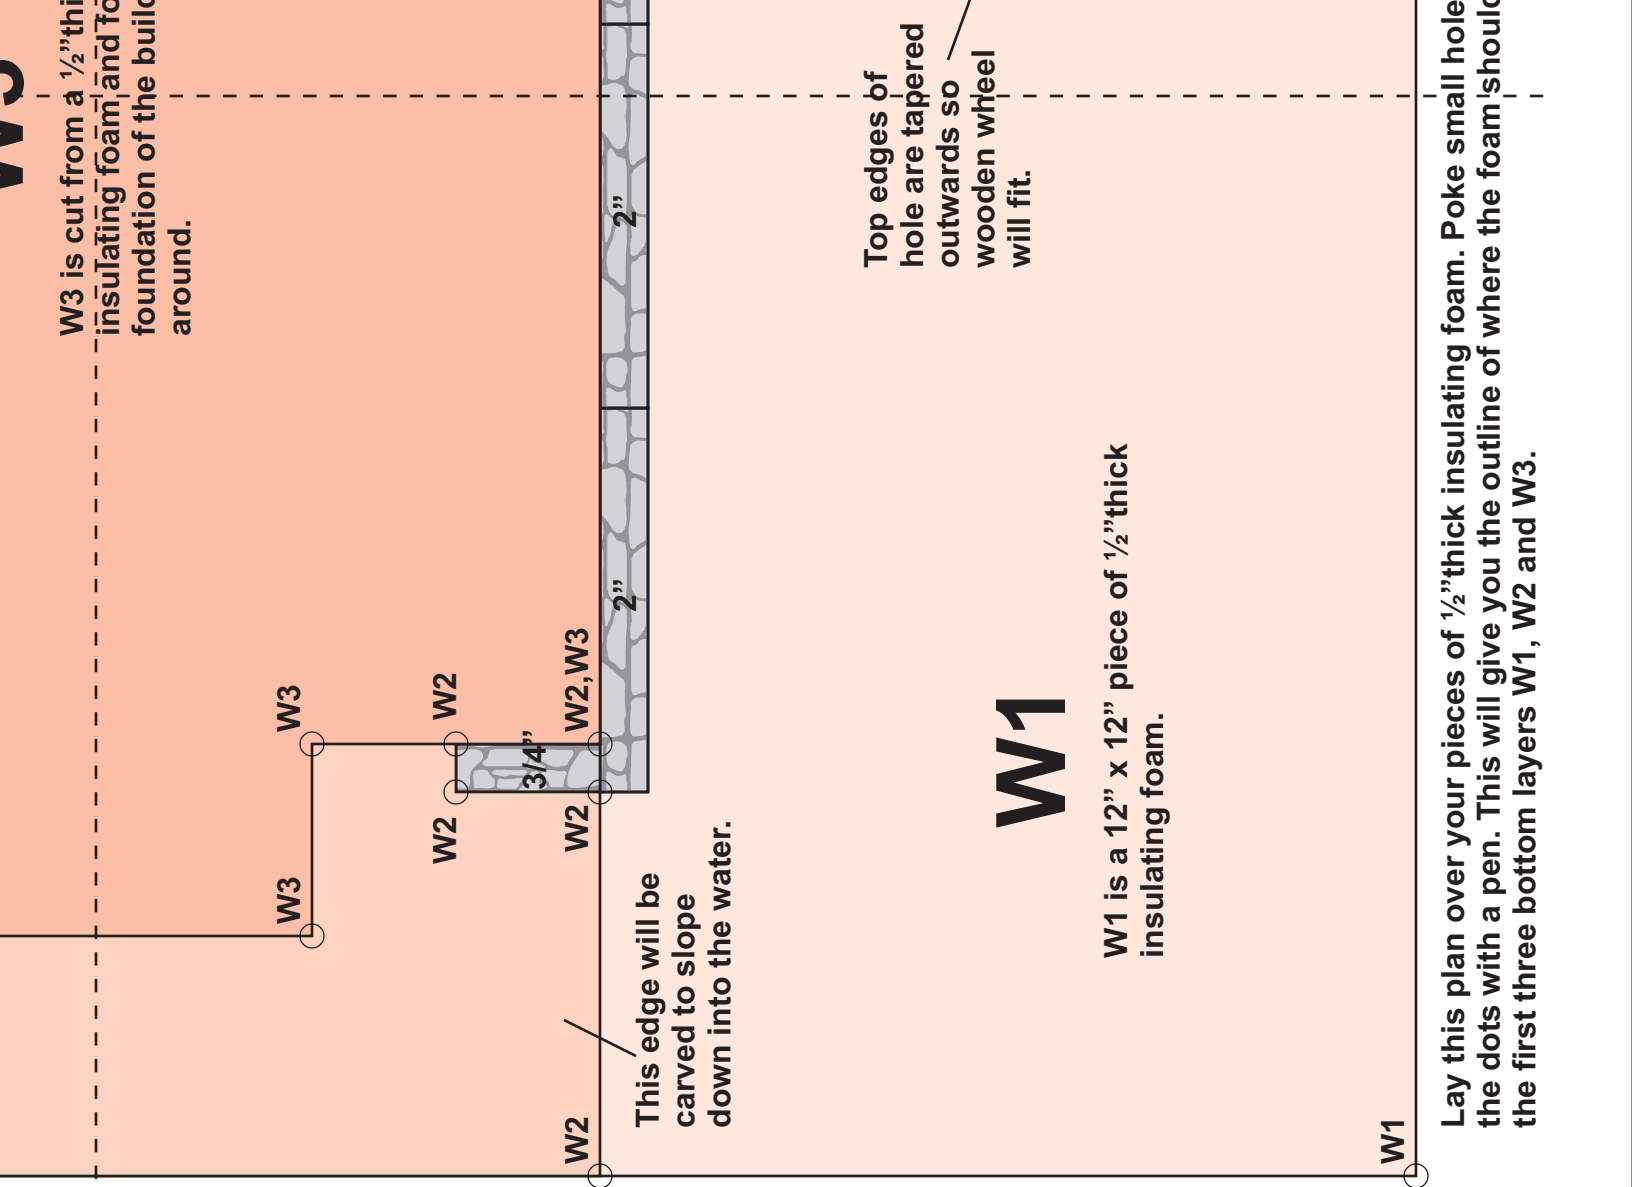 W3
W3 is cut from a ½”
insulating foam and
foundation of the
around.
2”
2”
3/4”
W3
W3
W2
W2
W2,W3
W2
W2
Top edges of
hole are tapered
outwards so
wooden wheel
will fit.
This edge will be
carved to slope
down into the water.
W1
W1 is a 12” x 12” piece of ½”thick
insulating foam.
W1
Lay this plan over your pieces of ½”thick insulating foam. Poke small
the dots with a pen. This will give you the outline of where the foam
the first three bottom layers W1, W2 and W3.